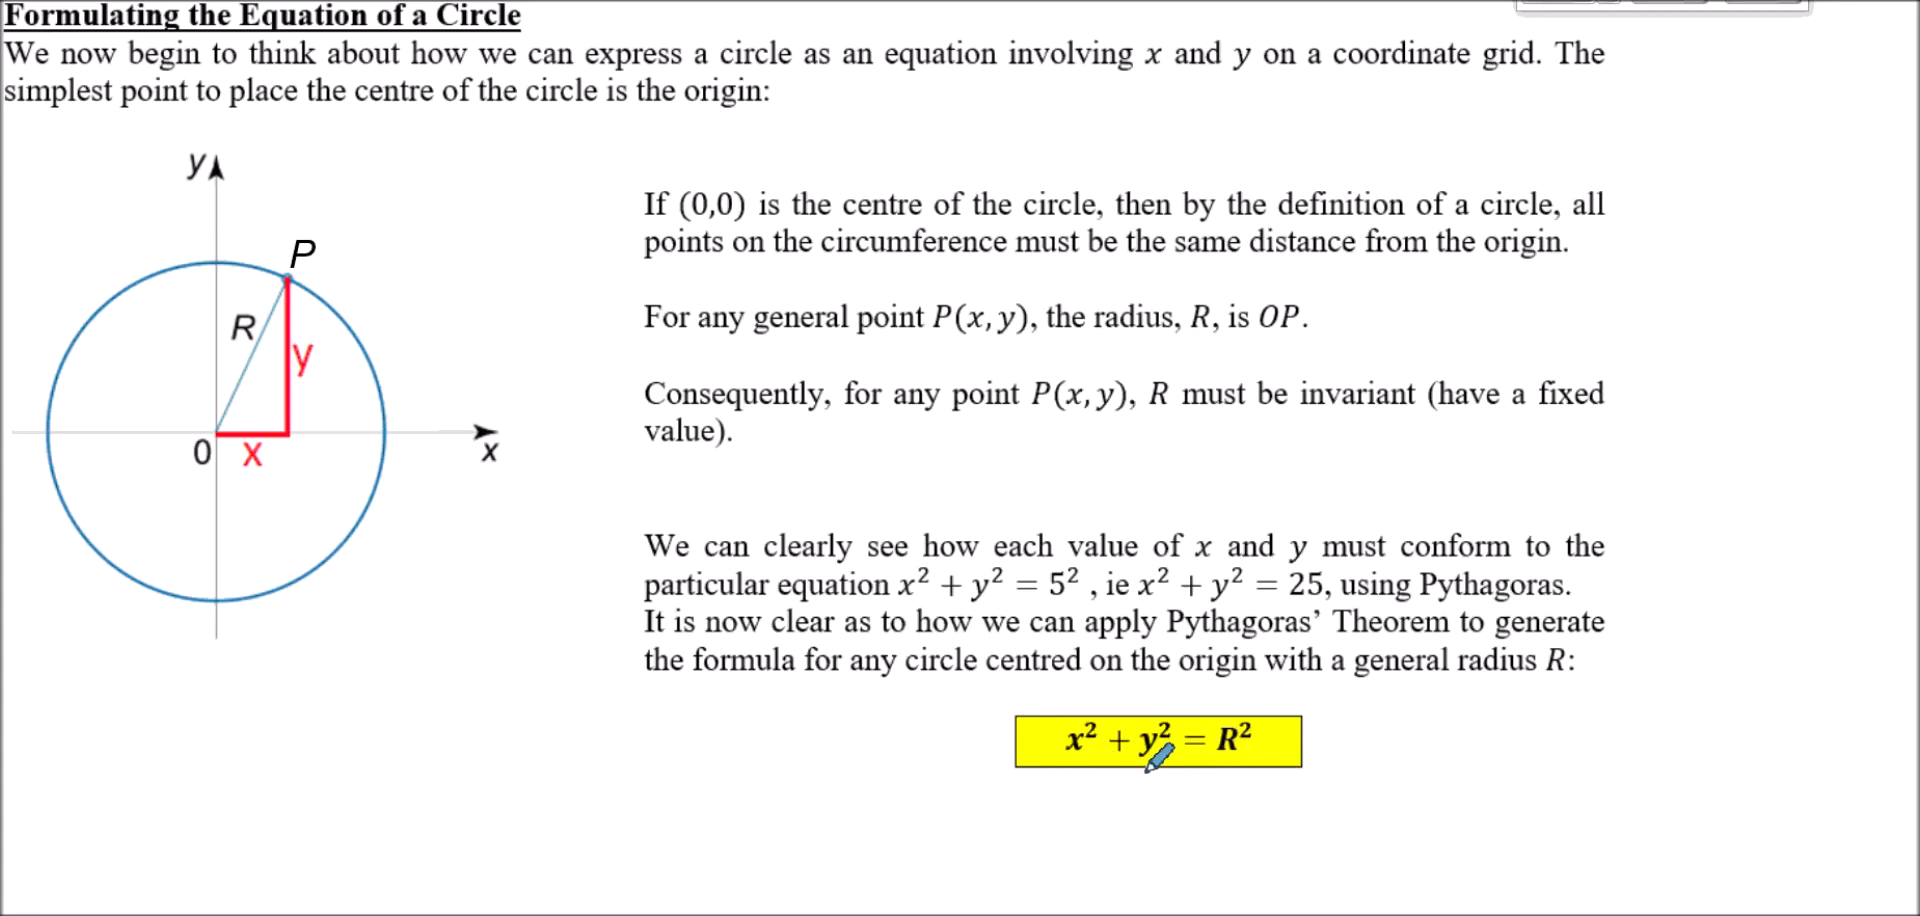 Formulating the Equation of a Circle
We now begin to think about how we can express a circle as an equation involving x and y on a coordinate grid. The
simplest point to place the centre of the circle is the origin:
y
P
R
y
0
x
x
If (0,0) is the centre of the circle, then by the definition of a circle, all
points on the circumference must be the same distance from the origin.
For any general point P(x, y), the radius, R, is OP.
Consequently, for any point P(x, y), R must be invariant (have a fixed
value).
We can clearly see how each value of x and y must conform to the
particular equation x² + y² = 5² , ie x² + y² = 25, using Pythagoras.
It is now clear as to how we can apply Pythagoras’ Theorem to generate
the formula for any circle centred on the origin with a general radius R:
x² + y² = R²